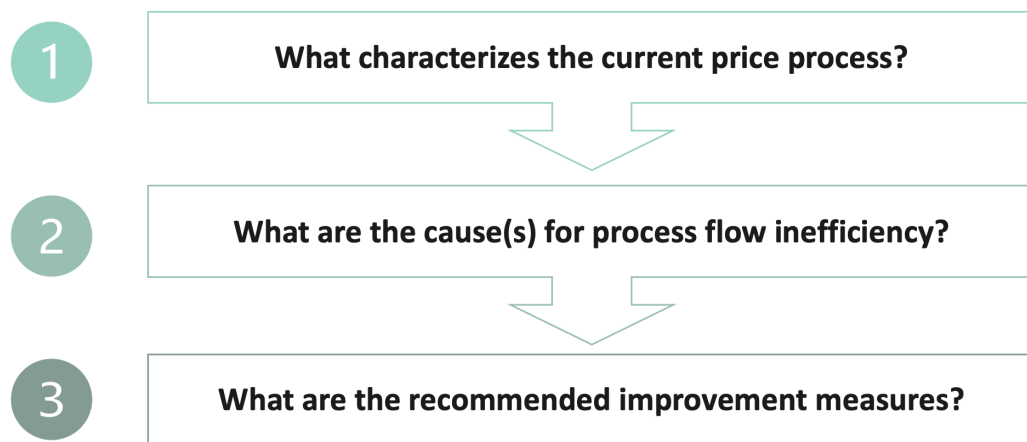 1
What characterizes the current price process?
2
What are the cause(s) for process flow inefficiency?
3
What are the recommended improvement measures?